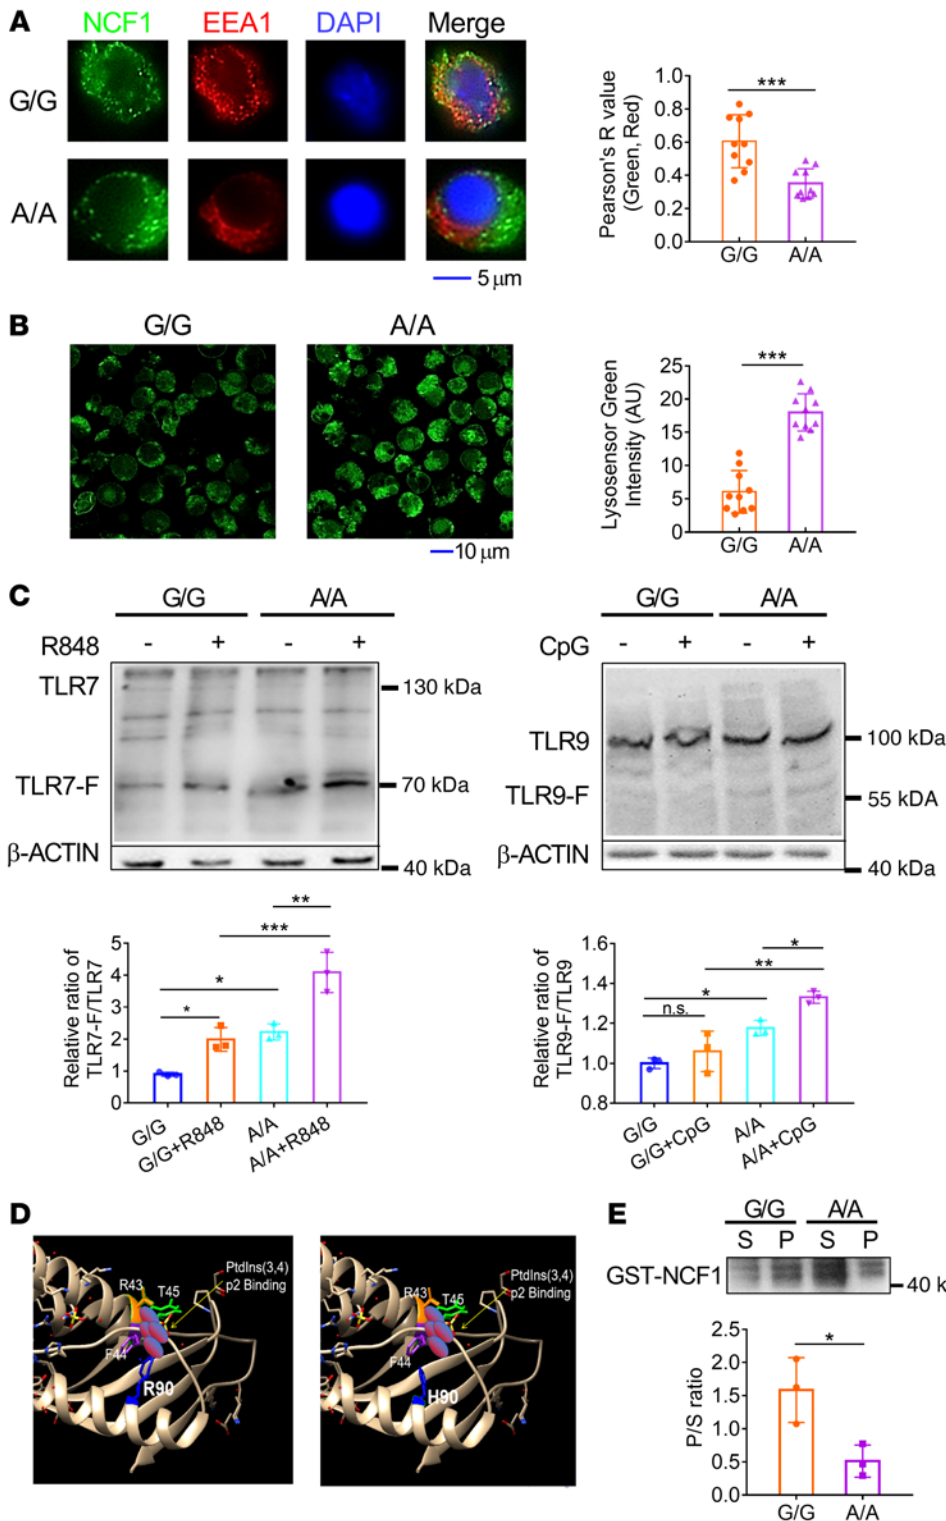 A
NCF1 EEA1 DAPI Merge
G/G
A/A
5 μm
Pearson's R value
(Green, Red)
1.0
0.8
0.6
0.4
0.2
0.0
***
G/G A/A
B
G/G A/A
10 μm
Lysosensor Green
Intensity (AU)
25
20
15
10
5
0
***
G/G A/A
C
G/G A/A
R848 - + - +
TLR7
130 kDa
TLR7-F
70 kDa
β-ACTIN
40 kDa
G/G A/A
CpG - + - +
TLR9
100 kDa
TLR9-F
55 kDA
β-ACTIN
40 kDa
Relative ratio of
TLR7-F/TLR7
5
4
3
2
1
0
**
***
*
*
G/G
G/G+R848
A/A
A/A+R848
Relative ratio of
TLR9-F/TLR9
1.6
1.4
1.2
1.0
0.8
*
**
*
n.s.
G/G
G/G+CpG
A/A
A/A+CpG
D
R43
T45
PtdIns(3,4)
p2 Binding
F44
R90
R43
T45
PtdIns(3,4)
p2 Binding
F44
H90
E
G/G A/A
S P S P
GST-NCF1
40 k
P/S ratio
2.5
2.0
1.5
1.0
0.5
0.0
*
G/G A/A